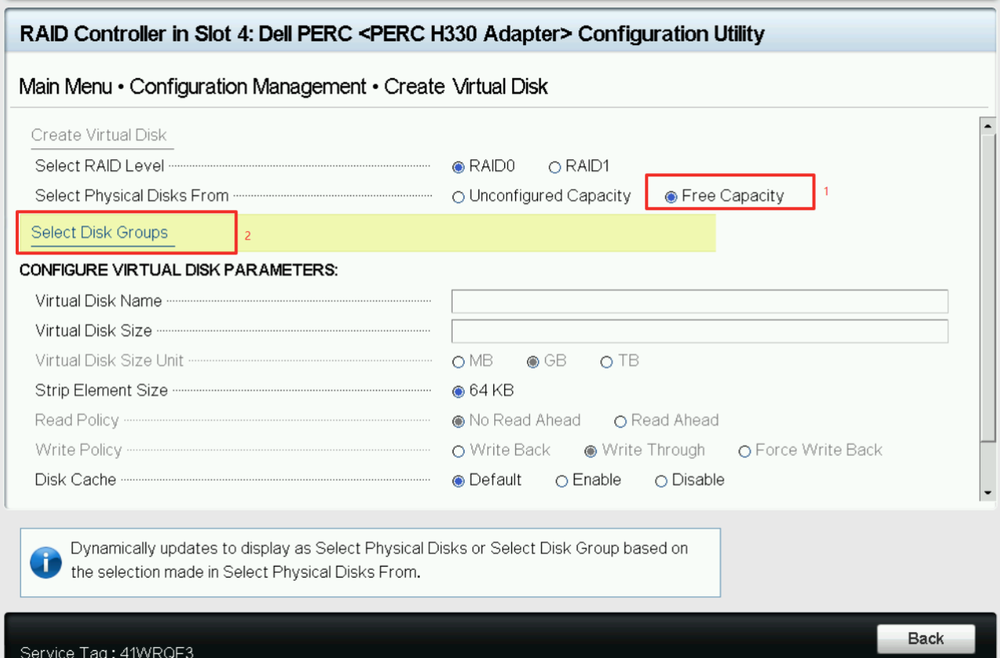 RAID Controller in Slot 4: Dell PERC <PERC H330 Adapter> Configuration Utility
Main Menu • Configuration Management • Create Virtual Disk
Create Virtual Disk
Select RAID Level RAID0 RAID1
Select Physical Disks From Unconfigured Capacity Free Capacity 1
Select Disk Groups 2
CONFIGURE VIRTUAL DISK PARAMETERS:
Virtual Disk Name
Virtual Disk Size
Virtual Disk Size Unit MB GB TB
Strip Element Size 64 KB
Read Policy No Read Ahead Read Ahead
Write Policy Write Back Write Through Force Write Back
Disk Cache Default Enable Disable
Dynamically updates to display as Select Physical Disks or Select Disk Group based on
the selection made in Select Physical Disks From.
Back
Service Tag : 41WRQF3